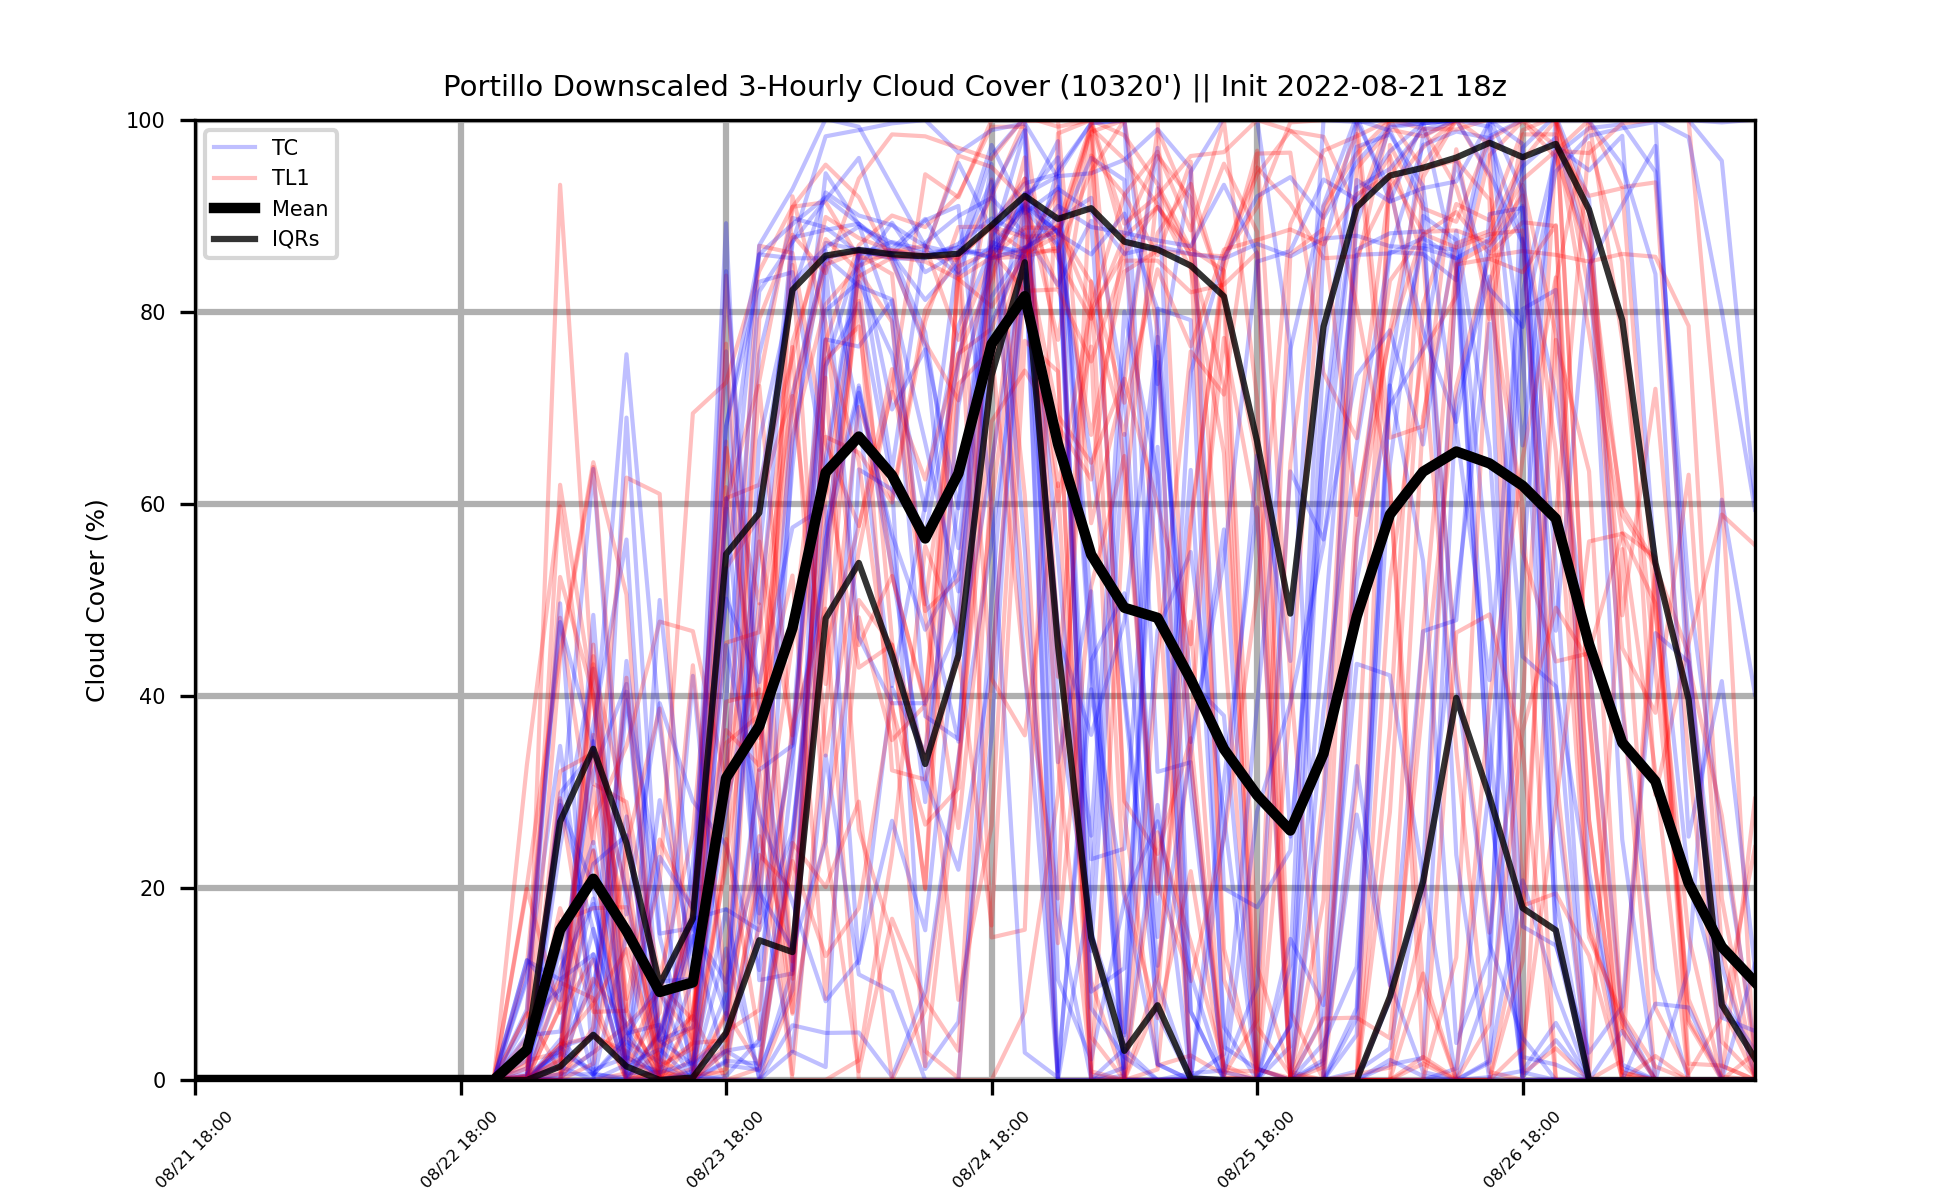 Portillo Downscaled 3-Hourly Cloud Cover (10320') || Init 2022-08-21 18z
100
80
60
40
20
0
Cloud Cover (%)
TC
TL1
Mean
IQRs
08/21 18:00
08/22 18:00
08/23 18:00
08/24 18:00
08/25 18:00
08/26 18:00